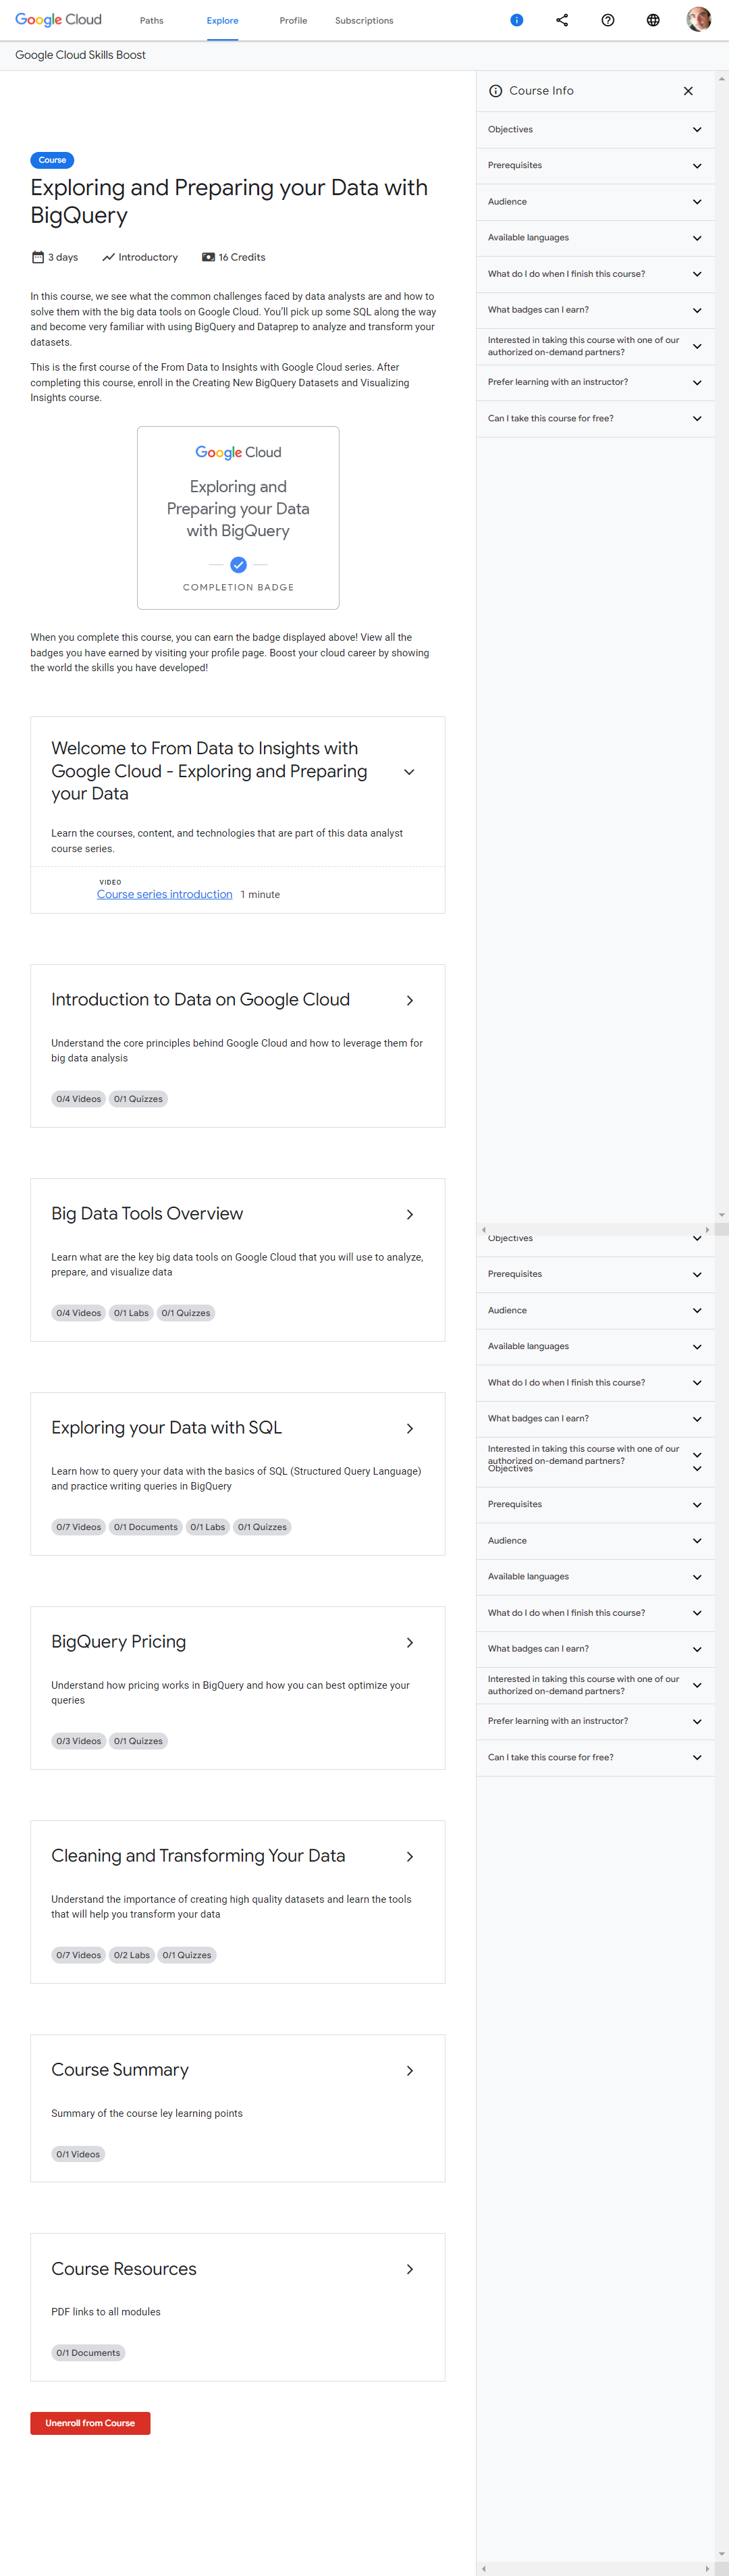 Google Cloud
Paths
Explore
Profile
Subscriptions
Google Cloud Skills Boost
Course
Exploring and Preparing your Data with
BigQuery
3 days
Introductory
16 Credits
In this course, we see what the common challenges faced by data analysts are and how to
solve them with the big data tools on Google Cloud. You'll pick up some SQL along the way
and become very familiar with using BigQuery and Dataprep to analyze and transform your
datasets.
This is the first course of the From Data to Insights with Google Cloud series. After
completing this course, enroll in the Creating New BigQuery Datasets and Visualizing
Insights course.
Google Cloud
Exploring and
Preparing your Data
with BigQuery
COMPLETION BADGE
When you complete this course, you can earn the badge displayed above! View all the
badges you have earned by visiting your profile page. Boost your cloud career by showing
the world the skills you have developed!
Welcome to From Data to Insights with
Google Cloud - Exploring and Preparing
your Data
Learn the courses, content, and technologies that are part of this data analyst
course series.
VIDEO
Course series introduction 1 minute
Introduction to Data on Google Cloud
Understand the core principles behind Google Cloud and how to leverage them for
big data analysis
0/4 Videos 0/1 Quizzes
Big Data Tools Overview
Learn what are the key big data tools on Google Cloud that you will use to analyze,
prepare, and visualize data
0/4 Videos 0/1 Labs 0/1 Quizzes
Exploring your Data with SQL
Learn how to query your data with the basics of SQL (Structured Query Language)
and practice writing queries in BigQuery
0/7 Videos 0/1 Documents 0/1 Labs 0/1 Quizzes
BigQuery Pricing
Understand how pricing works in BigQuery and how you can best optimize your
queries
0/3 Videos 0/1 Quizzes
Cleaning and Transforming Your Data
Understand the importance of creating high quality datasets and learn the tools
that will help you transform your data
0/7 Videos 0/2 Labs 0/1 Quizzes
Course Summary
Summary of the course ley learning points
0/1 Videos
Course Resources
PDF links to all modules
0/1 Documents
Unenroll from Course
Course Info
Objectives
Prerequisites
Audience
Available languages
What do I do when I finish this course?
What badges can I earn?
Interested in taking this course with one of our
authorized on-demand partners?
Prefer learning with an instructor?
Can I take this course for free?
Objectives
Prerequisites
Audience
Available languages
What do I do when I finish this course?
What badges can I earn?
Interested in taking this course with one of our
authorized on-demand partners?
Objectives
Prerequisites
Audience
Available languages
What do I do when I finish this course?
What badges can I earn?
Interested in taking this course with one of our
authorized on-demand partners?
Prefer learning with an instructor?
Can I take this course for free?